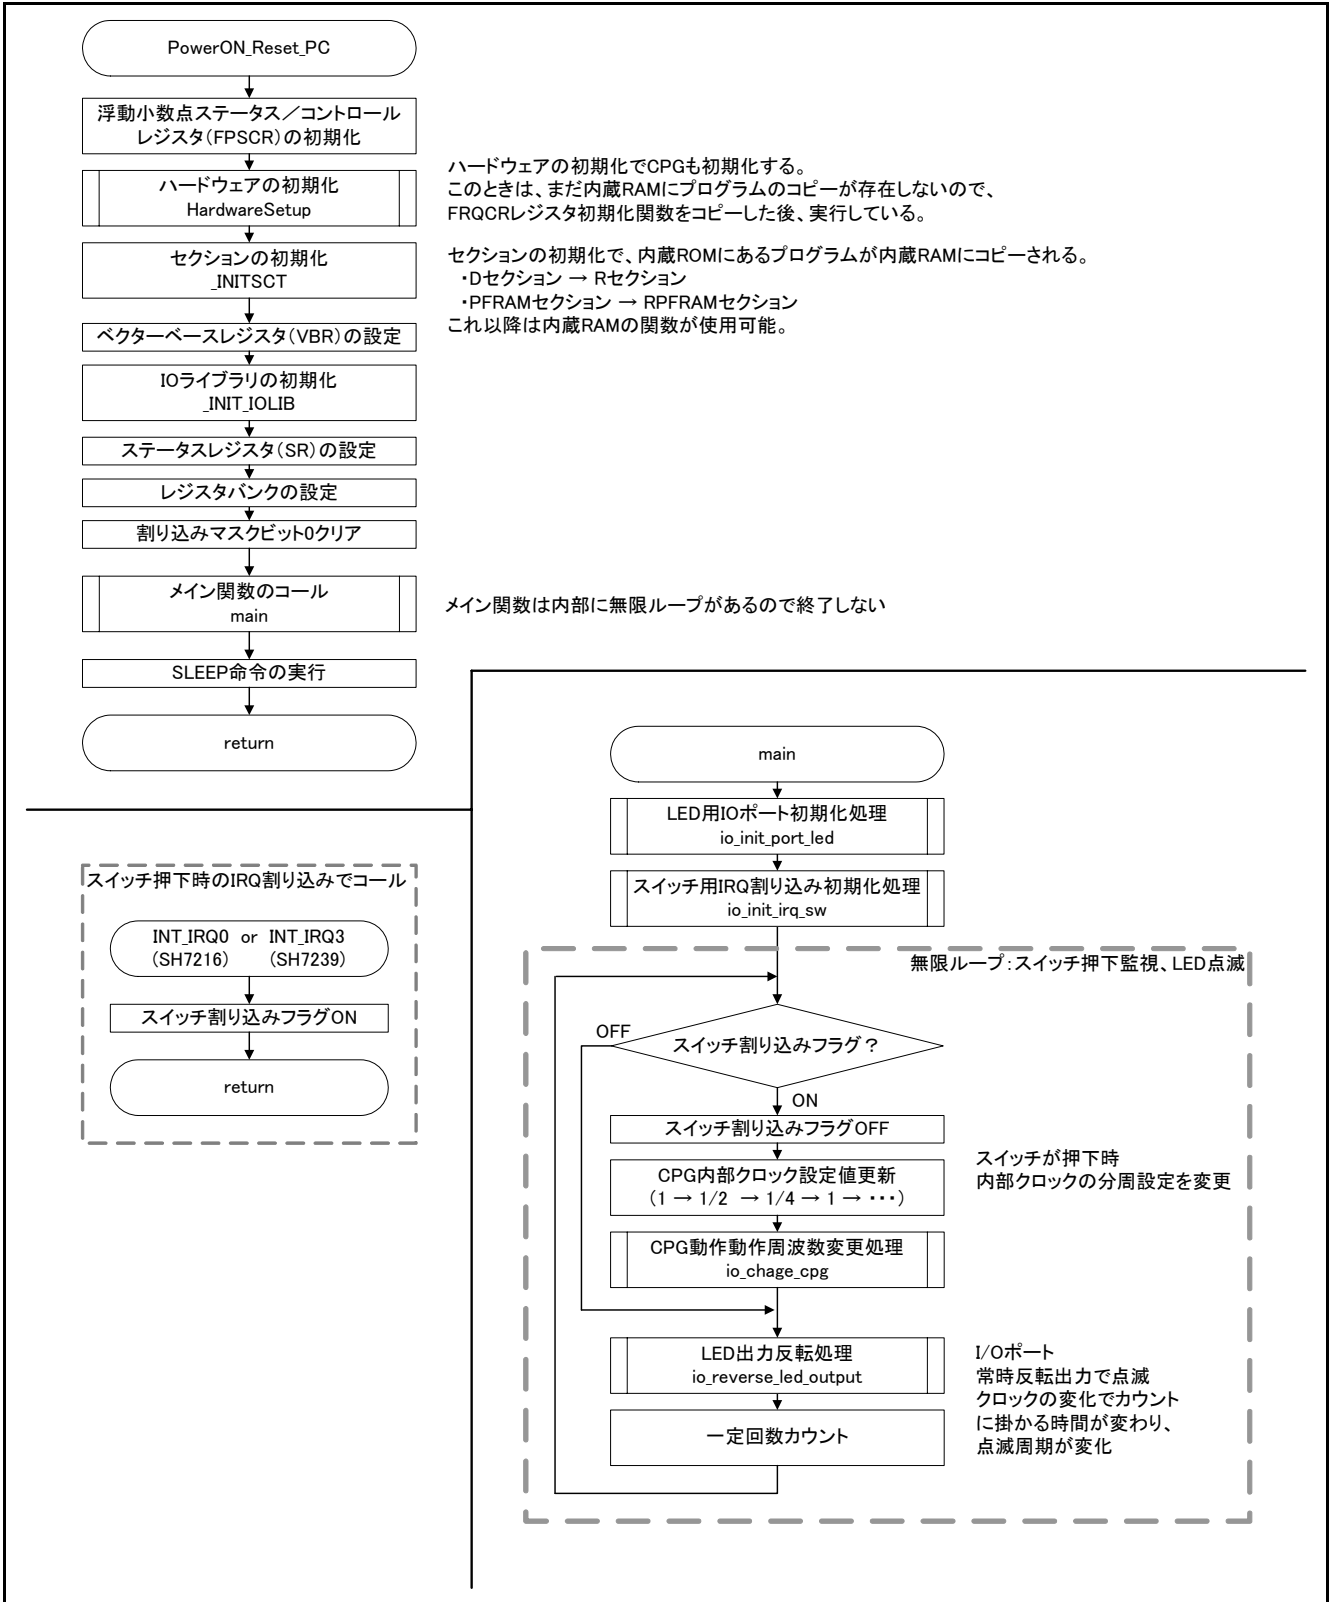 PowerON_Reset_PC
浮動小数点ステータス／コントロール
レジスタ(FPSCR)の初期化
ハードウェアの初期化
HardwareSetup
ハードウェアの初期化でCPGも初期化する。
このときは、まだ内蔵RAMにプログラムのコピーが存在しないので、
FRQCRレジスタ初期化関数をコピーした後、実行している。
セクションの初期化
_INITSCT
セクションの初期化で、内蔵ROMにあるプログラムが内蔵RAMにコピーされる。
・Dセクション → Rセクション
・PFRAMセクション → RPFRAMセクション
これ以降は内蔵RAMの関数が使用可能。
ベクターベースレジスタ(VBR)の設定
IOライブラリの初期化
_INIT_IOLIB
ステータスレジスタ(SR)の設定
レジスタバンクの設定
割り込みマスクビット0クリア
メイン関数のコール
main
メイン関数は内部に無限ループがあるので終了しない
SLEEP命令の実行
return
スイッチ押下時のIRQ割り込みでコール
INT_IRQ0 or INT_IRQ3
(SH7216) (SH7239)
スイッチ割り込みフラグON
return
main
LED用IOポート初期化処理
io_init_port_led
スイッチ用IRQ割り込み初期化処理
io_init_irq_sw
無限ループ：スイッチ押下監視、LED点滅
スイッチ割り込みフラグ？
OFF
ON
スイッチ割り込みフラグOFF
CPG内部クロック設定値更新
(1 → 1/2 → 1/4 → 1 → ・・・)
スイッチが押下時
内部クロックの分周設定を変更
CPG動作動作周波数変更処理
io_chage_cpg
LED出力反転処理
io_reverse_led_output
一定回数カウント
I/Oポート
常時反転出力で点滅
クロックの変化でカウント
に掛かる時間が変わり、
点滅周期が変化